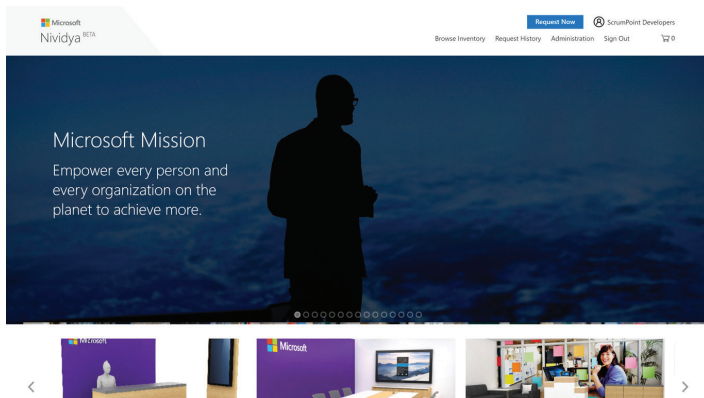 Microsoft
Nividya BETA
Request Now
ScrumPoint Developers
Browse Inventory Request History Administration Sign Out 0
Microsoft Mission
Empower every person and
every organization on the
planet to achieve more.
Microsoft
Microsoft